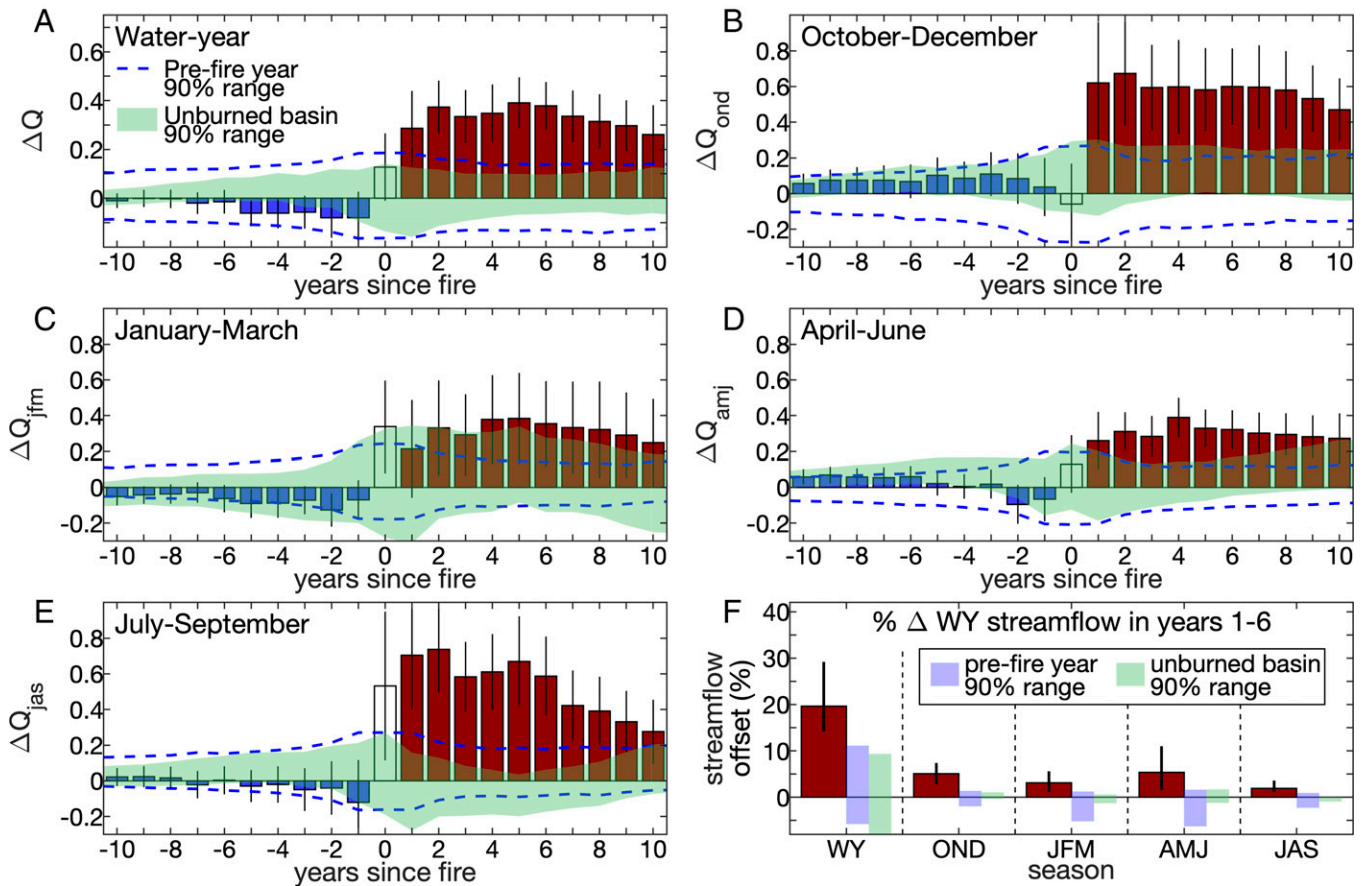 A
Water-year
Pre-fire year
90% range
Unburned basin
90% range
ΔQ
0.6
0.4
0.2
0
-10 -8 -6 -4 -2 0 2 4 6 8 10
years since fire
B
October-December
ΔQond
0.8
0.6
0.4
0.2
0
-0.2
-10 -8 -6 -4 -2 0 2 4 6 8 10
years since fire
C
January-March
ΔQjfm
0.8
0.6
0.4
0.2
0
-0.2
-10 -8 -6 -4 -2 0 2 4 6 8 10
years since fire
D
April-June
ΔQamj
0.8
0.6
0.4
0.2
0
-0.2
-10 -8 -6 -4 -2 0 2 4 6 8 10
years since fire
E
July-September
ΔQjas
0.8
0.6
0.4
0.2
0
-0.2
-10 -8 -6 -4 -2 0 2 4 6 8 10
years since fire
F
% Δ WY streamflow in years 1-6
pre-fire year
90% range
unburned basin
90% range
streamflow
offset (%)
40
30
20
10
0
WY OND JFM AMJ JAS
season